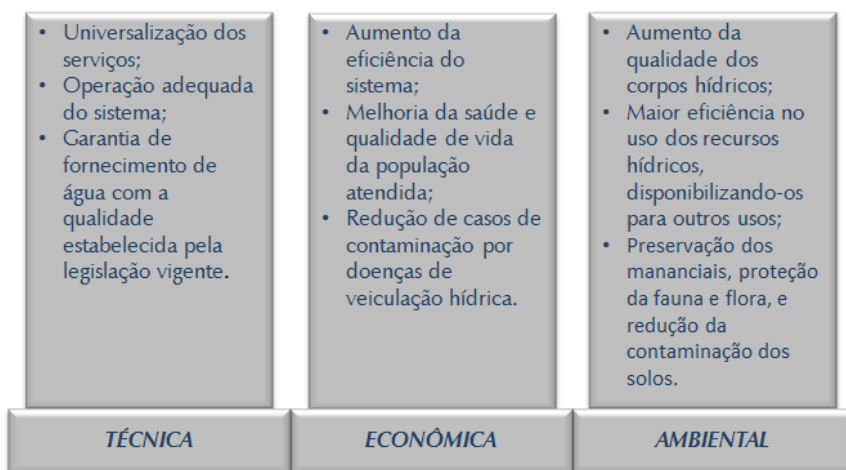 • Universalização dos
serviços;
• Operação adequada
do sistema;
• Garantia de
fornecimento de
água com a
qualidade
estabelecida pela
legislação vigente.
TÉCNICA
• Aumento da
eficiência do
sistema;
• Melhoria da saúde e
qualidade de vida
da população
atendida;
• Redução de casos de
contaminação por
doenças de
veiculação hídrica.
ECONÔMICA
• Aumento da
qualidade dos
corpos hídricos;
• Maior eficiência no
uso dos recursos
hídricos,
disponibilizando-os
para outros usos;
• Preservação dos
mananciais, proteção
da fauna e flora, e
redução da
contaminação dos
solos.
AMBIENTAL